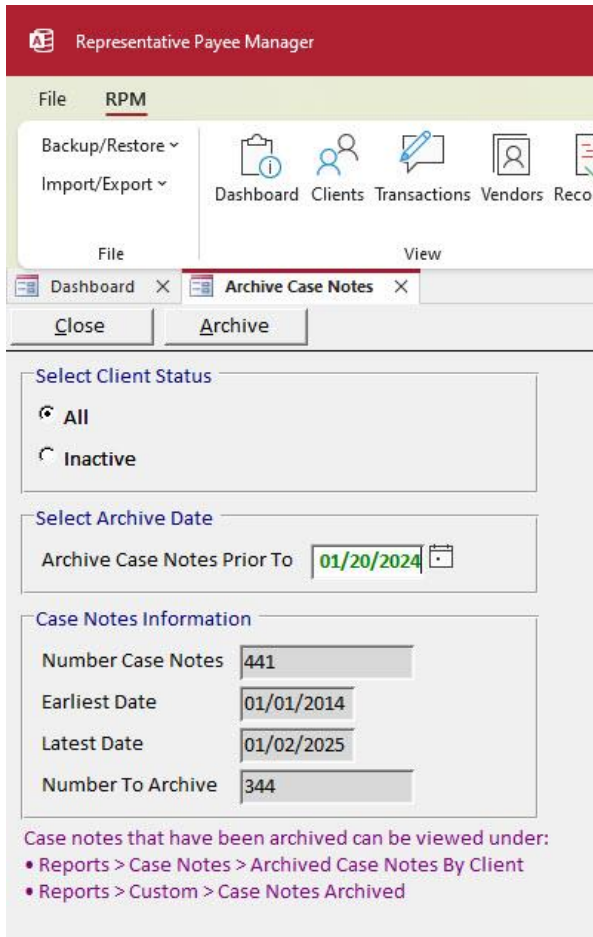 Representative Payee Manager
File RPM
Backup/Restore
Import/Export
Dashboard Clients Transactions Vendors Reco
File View
Dashboard Archive Case Notes
Close Archive
Select Client Status
All
Inactive
Select Archive Date
Archive Case Notes Prior To 01/20/2024
Case Notes Information
Number Case Notes 441
Earliest Date 01/01/2014
Latest Date 01/02/2025
Number To Archive 344
Case notes that have been archived can be viewed under:
• Reports > Case Notes > Archived Case Notes By Client
• Reports > Custom > Case Notes Archived